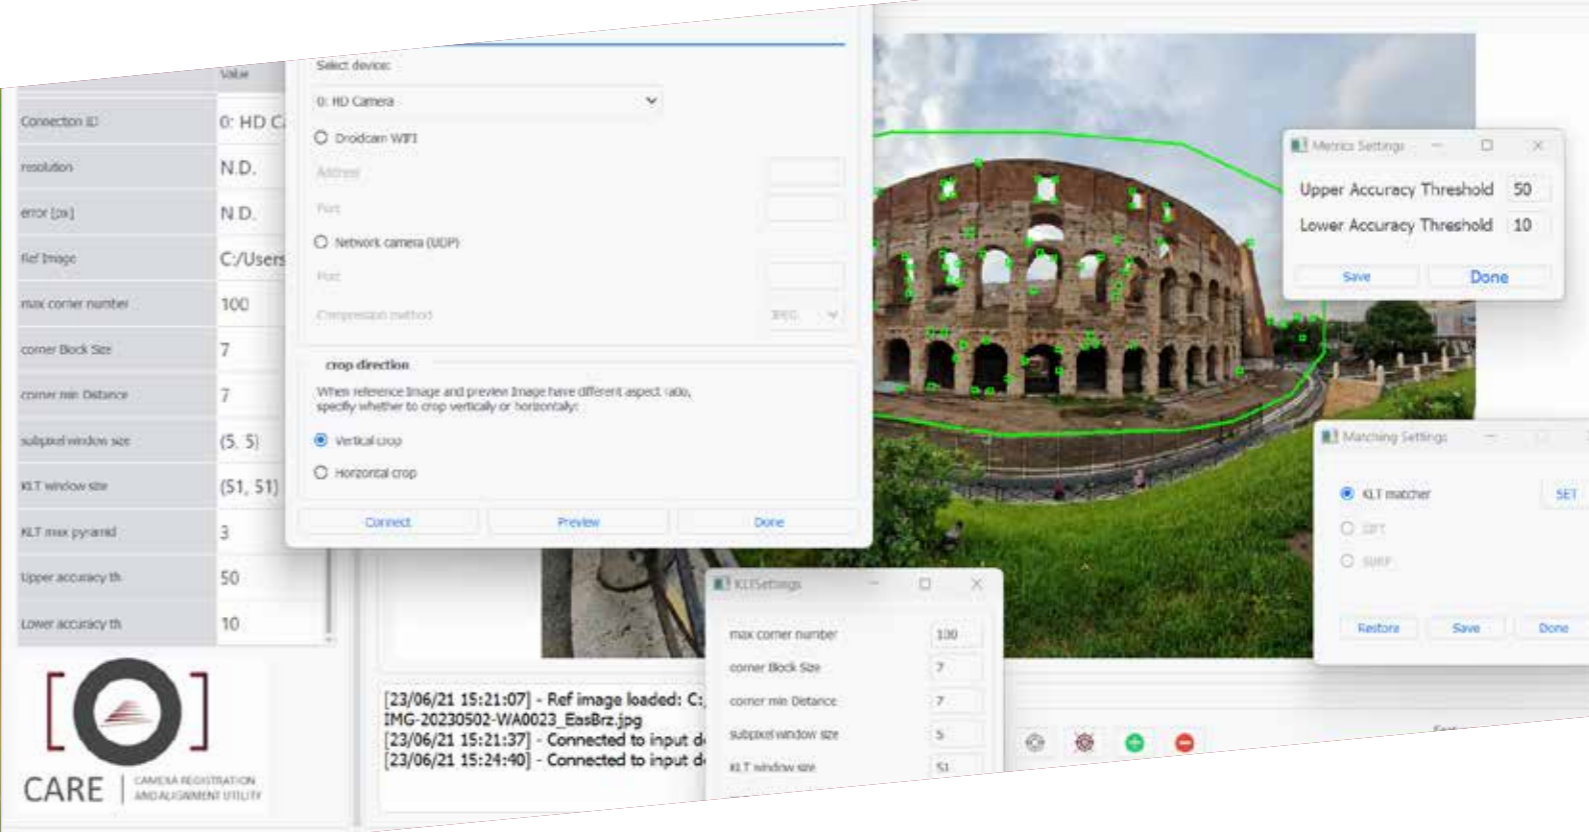 Value
Connection ID
0: HD C
resolution
N.D.
error [px]
N.D.
Ref Image
C:/Users
max corner number
100
corner Block Size
7
corner min Distance
7
subpixel window size
(5, 5)
KLT window size
(51, 51)
KLT max pyramid
3
Upper accuracy th
50
Lower accuracy th
10
CARE
CAMERA REGISTRATION
AND ALIGNMENT UTILITY
Select device:
0: HD Camera
Droidcam WIFI
Address
Port
Network camera (UDP)
Port
Compression method
JPEG
crop direction
When reference Image and preview Image have different aspect ratio,
specify whether to crop vertically or horizontally:
Vertical crop
Horizontal crop
Connect
Preview
Done
[23/06/21 15:21:07] - Ref image loaded: C:
IMG-20230502-WA0023_EasBrz.jpg
[23/06/21 15:21:37] - Connected to input d
[23/06/21 15:24:40] - Connected to input d
KLTSettings
max corner number
100
corner Block Size
7
corner min Distance
7
subpixel window size
5
KLT window size
51
Metrics Settings
Upper Accuracy Threshold 50
Lower Accuracy Threshold 10
Save
Done
Matching Settings
KLT matcher
SET
SIFT
SURF
Restore
Save
Done